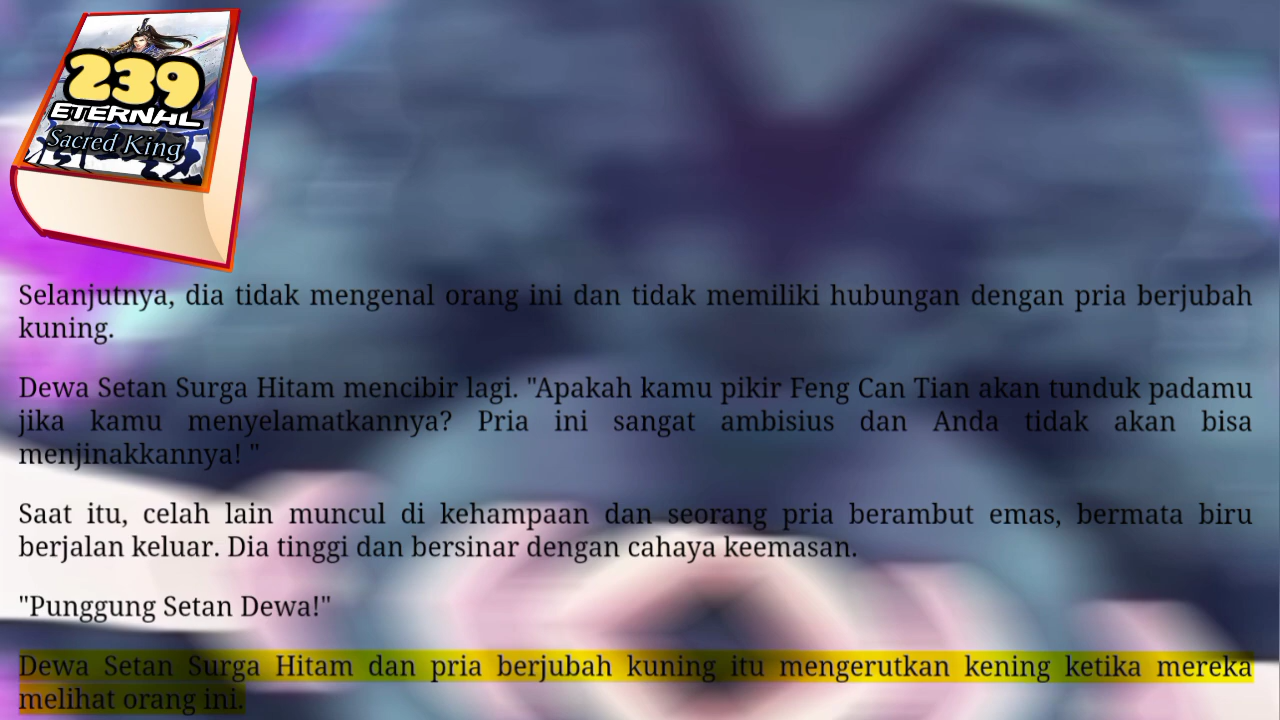 239
ETERNAL
Sacred King
Selanjutnya, dia tidak mengenal orang ini dan tidak memiliki hubungan dengan pria berjubah
kuning.
Dewa Setan Surga Hitam mencibir lagi. "Apakah kamu pikir Feng Can Tian akan tunduk padamu
jika kamu menyelamatkannya? Pria ini sangat ambisius dan Anda tidak akan bisa
menjinakkannya! "
Saat itu, celah lain muncul di kehampaan dan seorang pria berambut emas, bermata biru
berjalan keluar. Dia tinggi dan bersinar dengan cahaya keemasan.
"Punggung Setan Dewa!"
Dewa Setan Surga Hitam dan pria berjubah kuning itu mengerutkan kening ketika mereka
melihat orang ini.